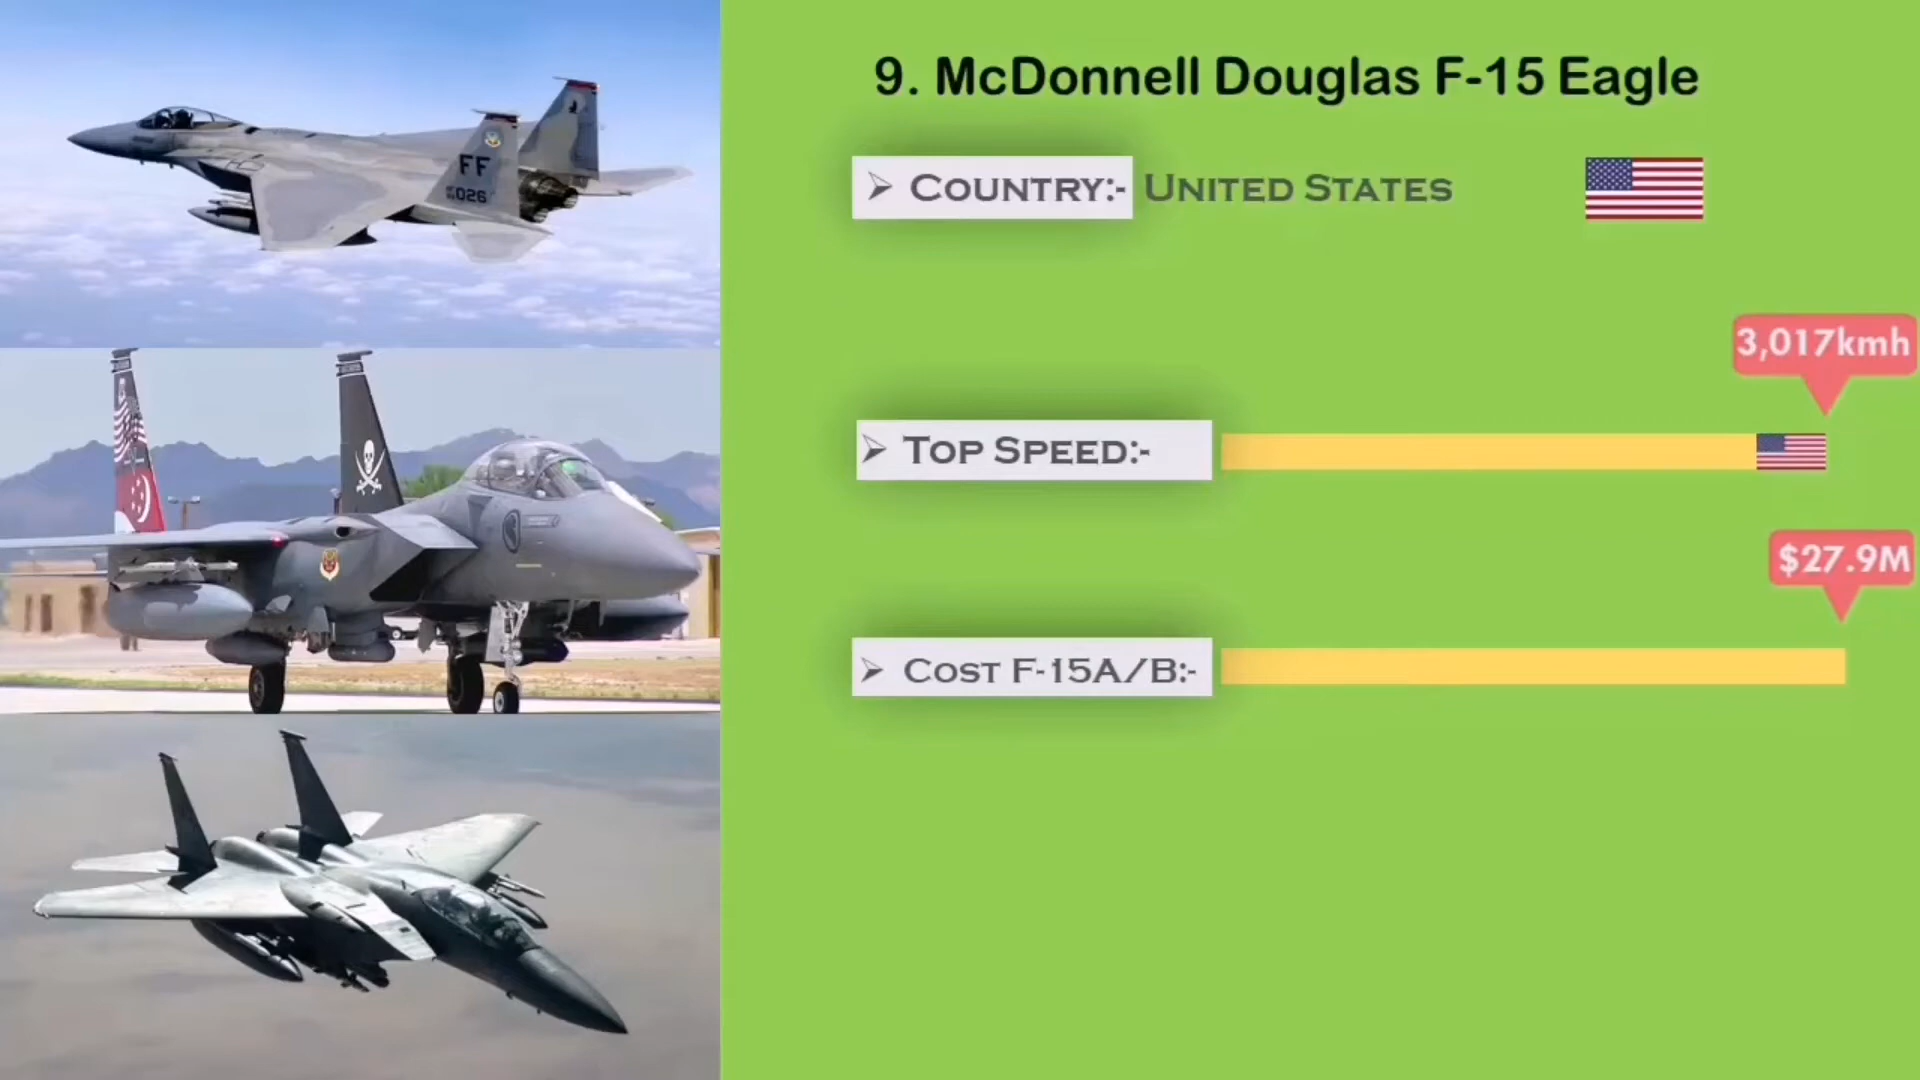 9. McDonnell Douglas F-15 Eagle
➢ COUNTRY:- UNITED STATES
3,017kmh
➢ TOP SPEED:-
$27.9M
➢ COST F-15A/B:-
FF
026